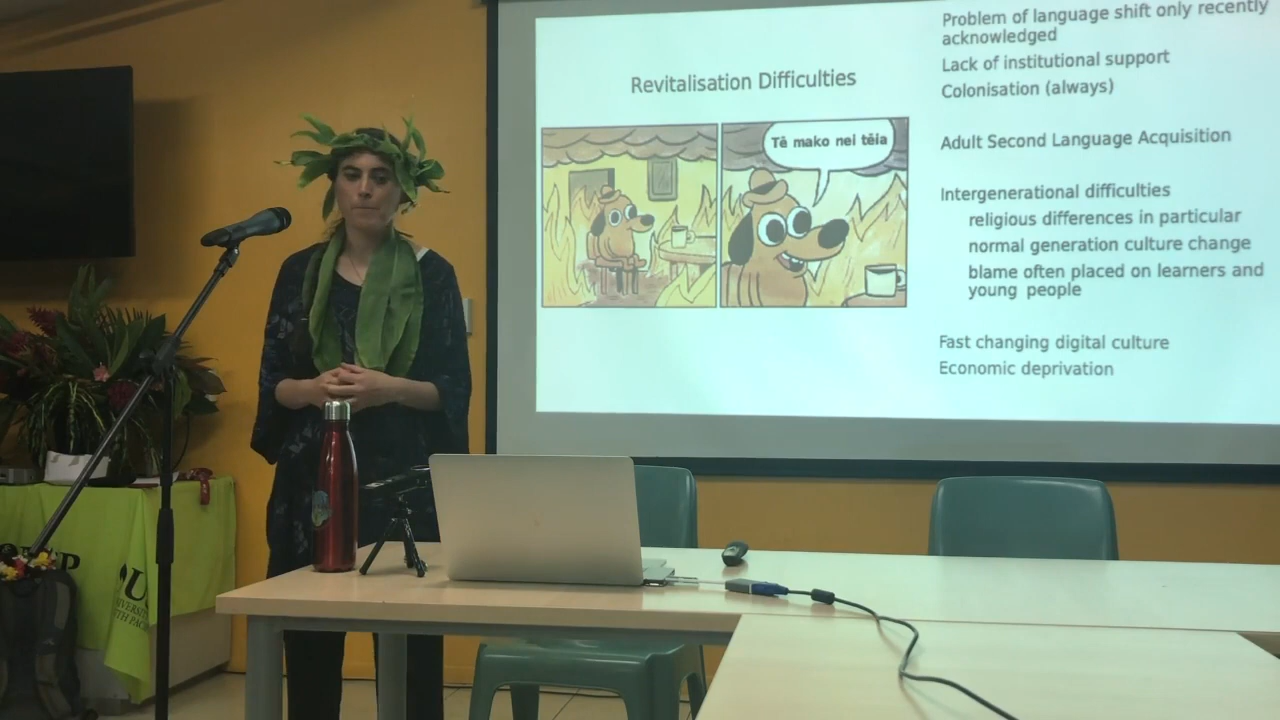 Revitalisation Difficulties
Tē mako nei tēia
Problem of language shift only recently
acknowledged
Lack of institutional support
Colonisation (always)
Adult Second Language Acquisition
Intergenerational difficulties
religious differences in particular
normal generation culture change
blame often placed on learners and
young people
Fast changing digital culture
Economic deprivation